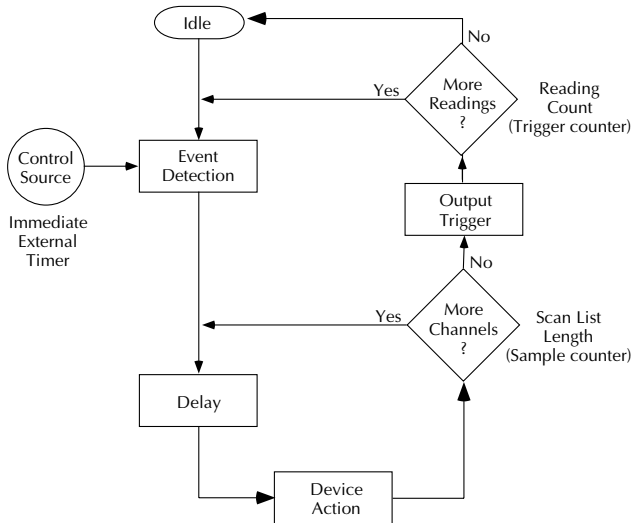 Idle
No
More
Readings
?
Yes
Reading
Count
(Trigger counter)
Control
Source
Event
Detection
Immediate
External
Timer
Output
Trigger
No
More
Channels
?
Yes
Scan List
Length
(Sample counter)
Delay
Device
Action